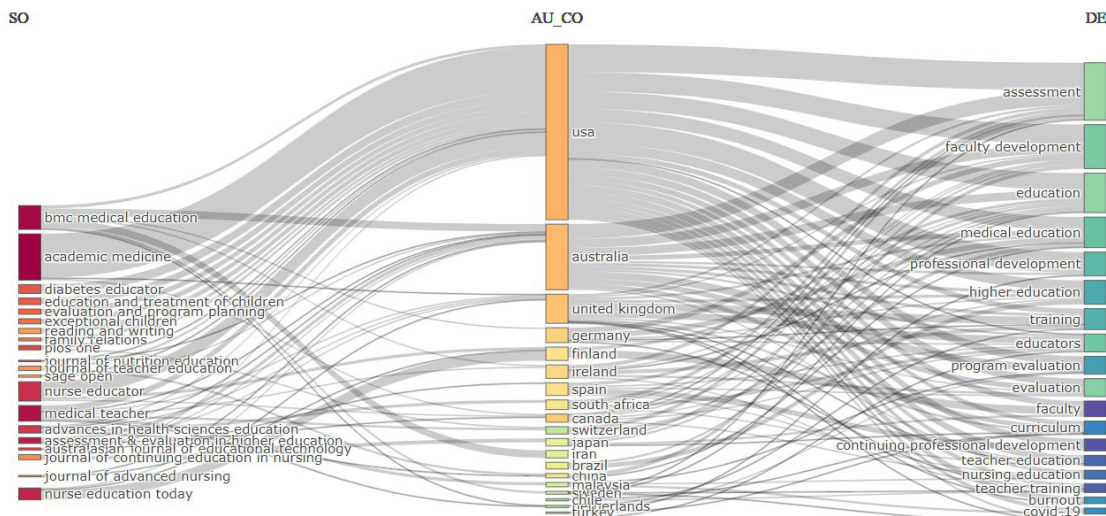 SO
AU_CO
DE
bmc medical education
academic medicine
diabetes educator
education and treatment of children
evaluation and program planning
exceptional children
reading and writing
family relations
plos one
journal of nutrition education
journal of teacher education
sage open
nurse educator
medical teacher
advances in health sciences education
assessment & evaluation in higher education
australasian journal of educational technology
journal of continuing education in nursing
journal of advanced nursing
nurse education today
usa
australia
united kingdom
germany
finland
ireland
spain
south africa
canada
switzerland
japan
iran
brazil
china
malaysia
sweden
chile
netherlands
turkey
assessment
faculty development
education
medical education
professional development
higher education
training
educators
program evaluation
evaluation
faculty
curriculum
continuing professional development
teacher education
nursing education
teacher training
burnout
covid-19